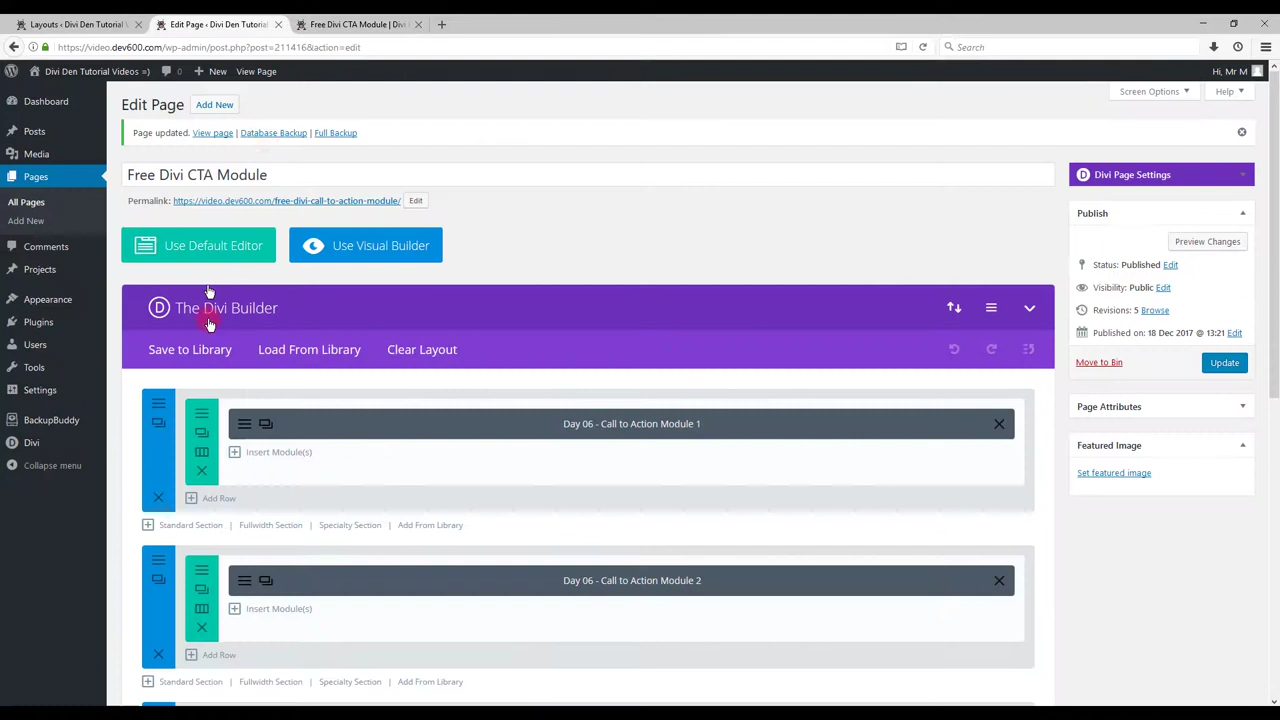 Layouts ‹ Divi Den Tutorial
Edit Page ‹ Divi Den Tutorial
Free Divi CTA Module | Divi
https://video.dev600.com/wp-admin/post.php?post=211416&action=edit
Search
Divi Den Tutorial Videos =)
0
New
View Page
Hi, Mr M
Dashboard
Posts
Media
Pages
All Pages
Add New
Comments
Projects
Appearance
Plugins
Users
Tools
Settings
BackupBuddy
Divi
Collapse menu
Edit Page
Add New
Screen Options
Help
Page updated. View page | Database Backup | Full Backup
Free Divi CTA Module
Permalink: https://video.dev600.com/free-divi-call-to-action-module/
Edit
Use Default Editor
Use Visual Builder
D The Divi Builder
Save to Library
Load From Library
Clear Layout
Day 06 - Call to Action Module 1
Insert Module(s)
Add Row
Standard Section | Fullwidth Section | Specialty Section | Add From Library
Day 06 - Call to Action Module 2
Insert Module(s)
Add Row
Standard Section | Fullwidth Section | Specialty Section | Add From Library
D Divi Page Settings
Publish
Preview Changes
Status: Published Edit
Visibility: Public Edit
Revisions: 5 Browse
Published on: 18 Dec 2017 @ 13:21 Edit
Move to Bin
Update
Page Attributes
Featured Image
Set featured image